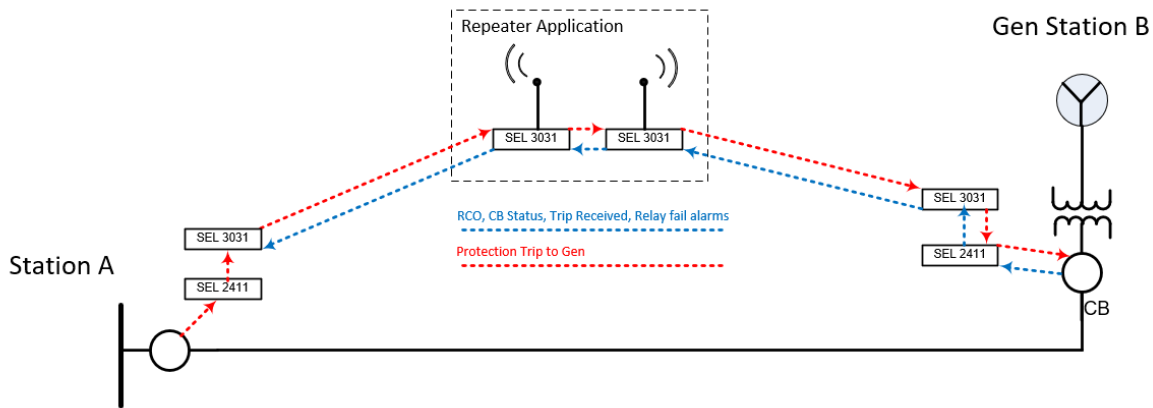 Repeater Application
Gen Station B
SEL 3031
SEL 3031
SEL 3031
RCO, CB Status, Trip Received, Relay fail alarms
SEL 3031
Protection Trip to Gen
SEL 2411
Station A
SEL 2411
CB